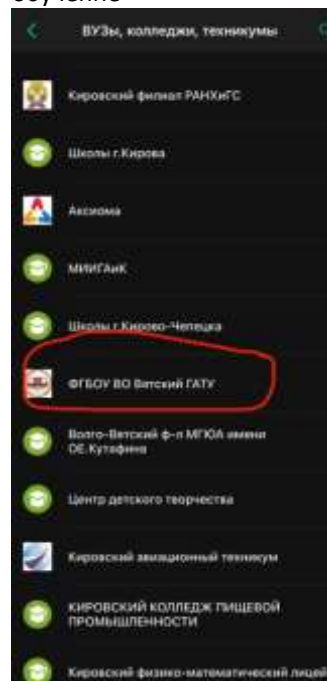 ВУЗы, колледжи, техникумы
Кировский филиал РАНХиГС
Школы г.Кирова
Аксиома
МИИГАиК
Школы г.Кирово-Чепецка
ФГБОУ ВО Вятский ГАТУ
Волго-Вятский ф-л МГЮА имени
ОЕ.Кутафина
Центр детского творчества
Кировский авиационный техникум
КИРОВСКИЙ КОЛЛЕДЖ ПИЩЕВОЙ
ПРОМЫШЛЕННОСТИ
Кировский физико-математический лицей